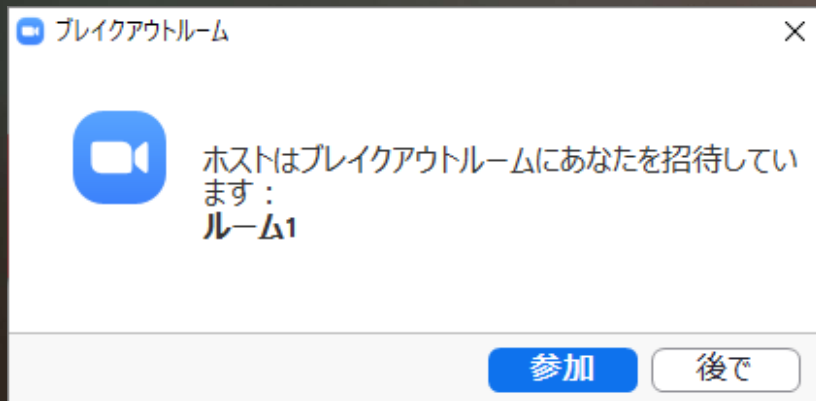 ブレイクアウトルーム
ホストはブレイクアウトルームにあなたを招待してい
ます：
ルーム1
参加
後で